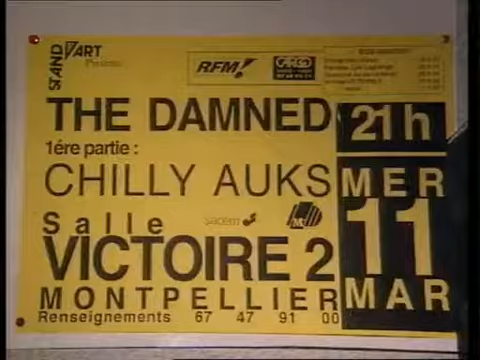 STAND'ART
Présente
RFM!
THE DAMNED
21h
1ére partie :
CHILLY AUKS
MER
11
MAR
Salle
sacem
VICTOIRE 2
MONTPELLIER
Renseignements 67 47 91 00